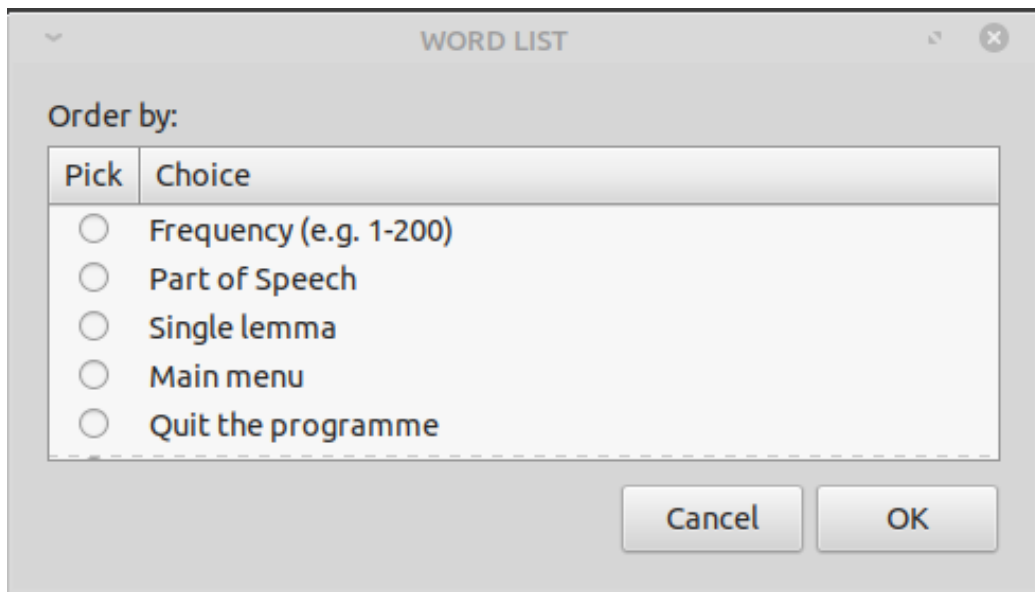 WORD LIST
Order by:
Pick Choice
Frequency (e.g. 1-200)
Part of Speech
Single lemma
Main menu
Quit the programme
Cancel OK